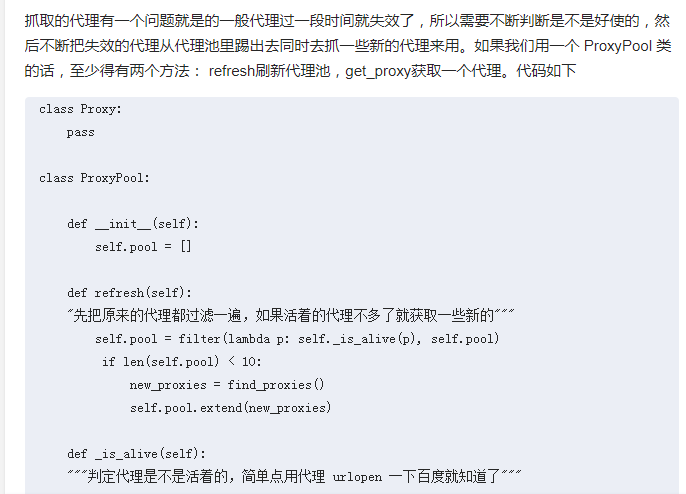 抓取的代理有一个问题就是的一般代理过一段时间就失效了，所以需要不断判断是不是好使的，然
后不断把失效的代理从代理池里踢出去同时去抓一些新的代理来用。如果我们用一个 ProxyPool 类
的话，至少得有两个方法： refresh刷新代理池，get_proxy获取一个代理。代码如下
class Proxy:
    pass
class ProxyPool:
    def __init__(self):
        self.pool = []
    def refresh(self):
    "先把原来的代理都过滤一遍，如果活着的代理不多了就获取一些新的"""
        self.pool = filter(lambda p: self._is_alive(p), self.pool)
         if len(self.pool) < 10:
             new_proxies = find_proxies()
             self.pool.extend(new_proxies)
    def _is_alive(self):
    """判定代理是不是活着的，简单点用代理 urlopen 一下百度就知道了"""